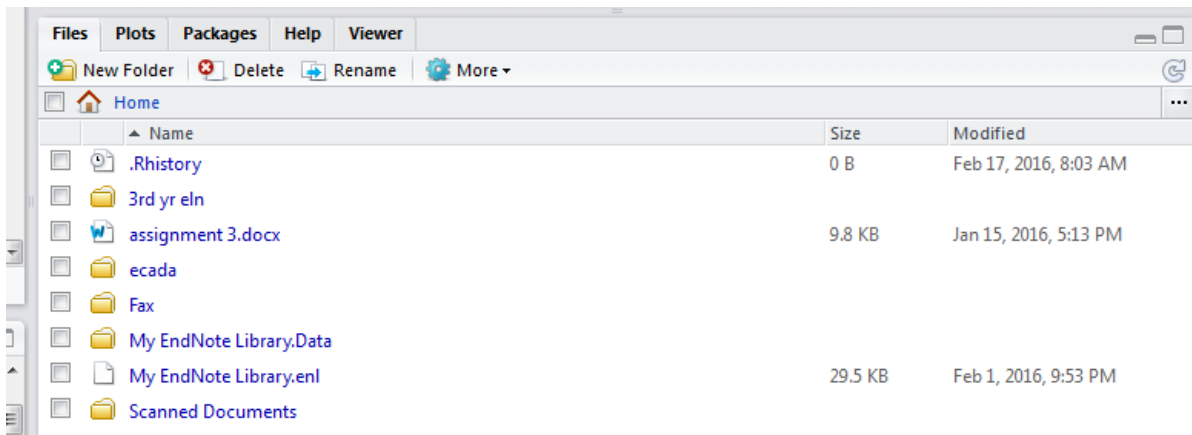 Files Plots Packages Help Viewer
New Folder Delete Rename More
Home ...
Name Size Modified
.Rhistory 0 B Feb 17, 2016, 8:03 AM
3rd yr eln
assignment 3.docx 9.8 KB Jan 15, 2016, 5:13 PM
ecada
Fax
My EndNote Library.Data
My EndNote Library.enl 29.5 KB Feb 1, 2016, 9:53 PM
Scanned Documents